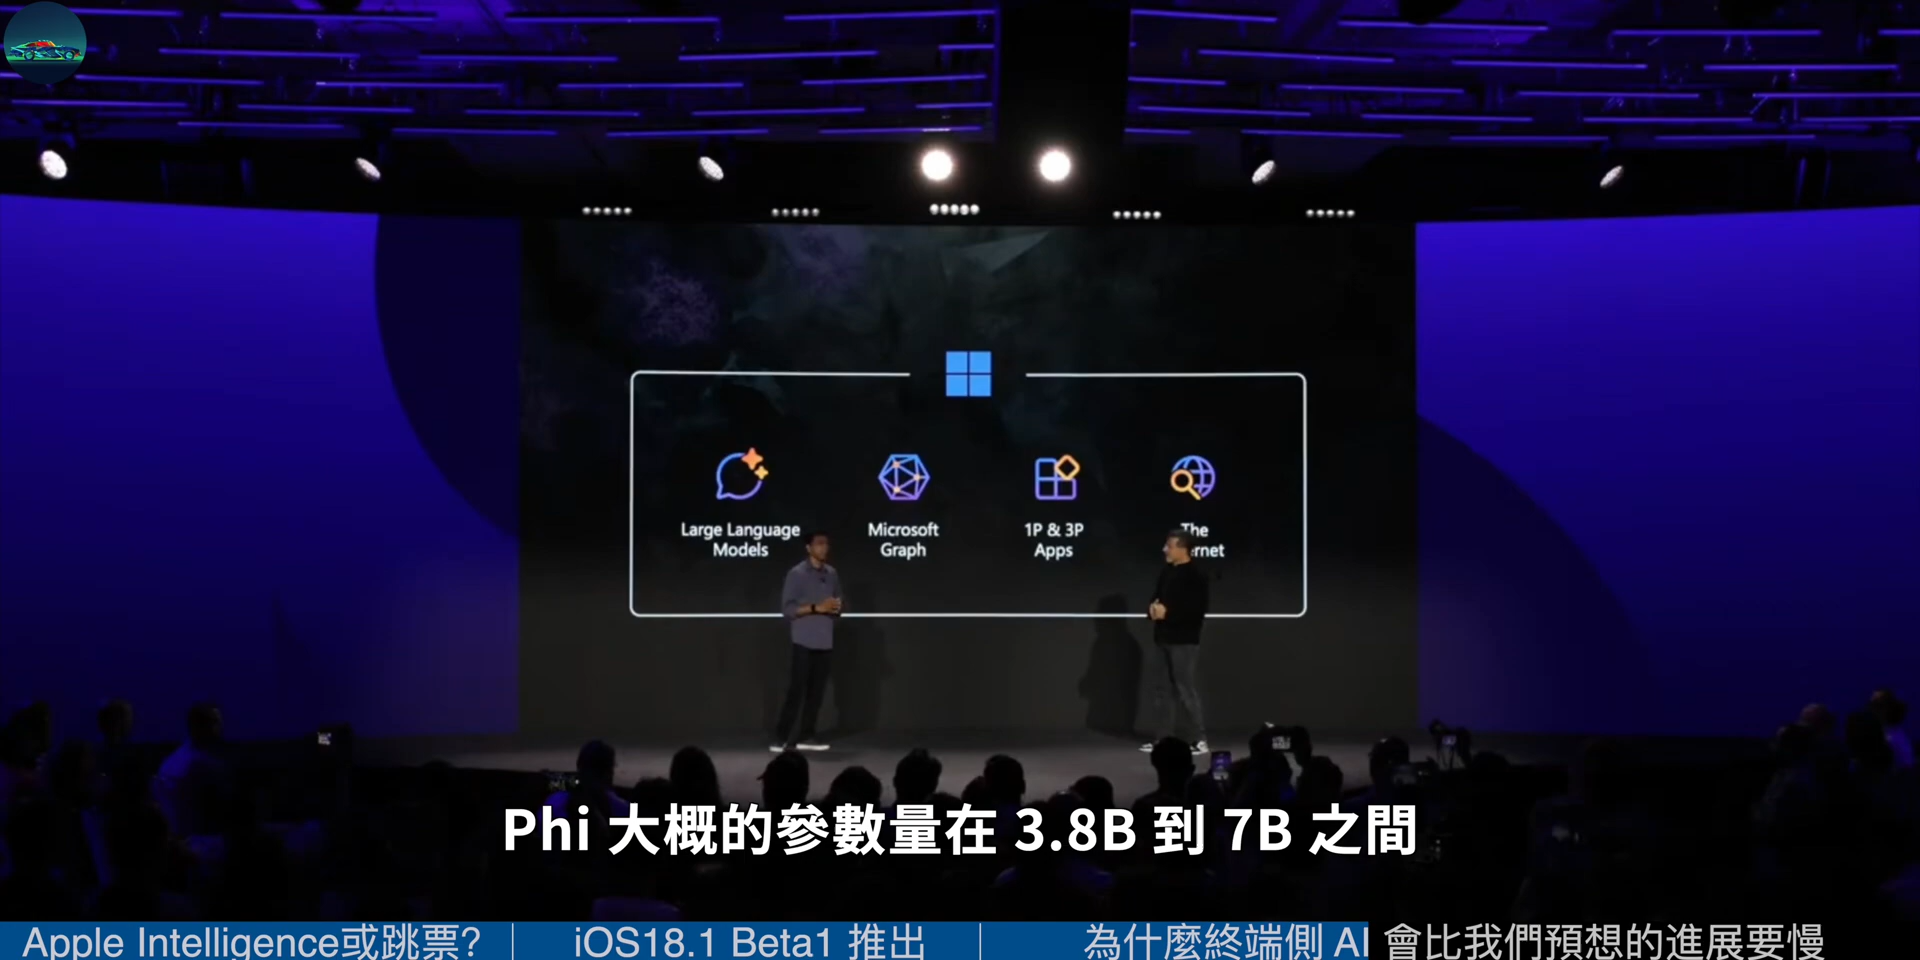 Large Language
Models
Microsoft
Graph
1P & 3P
Apps
The
Phi 大概的參數量在 3.8B 到 7B 之間
Apple Intelligence或跳票?
iOS18.1 Beta1 推出
為什麼終端側 AI 會比我們預想的進展要慢